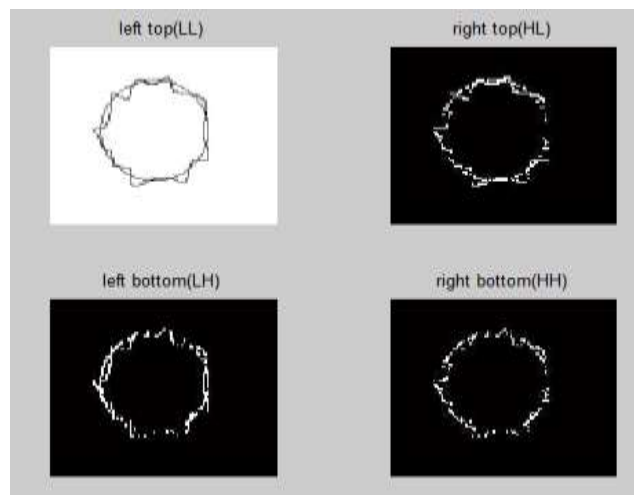 left top(LL)
right top(HL)
left bottom(LH)
right bottom(HH)